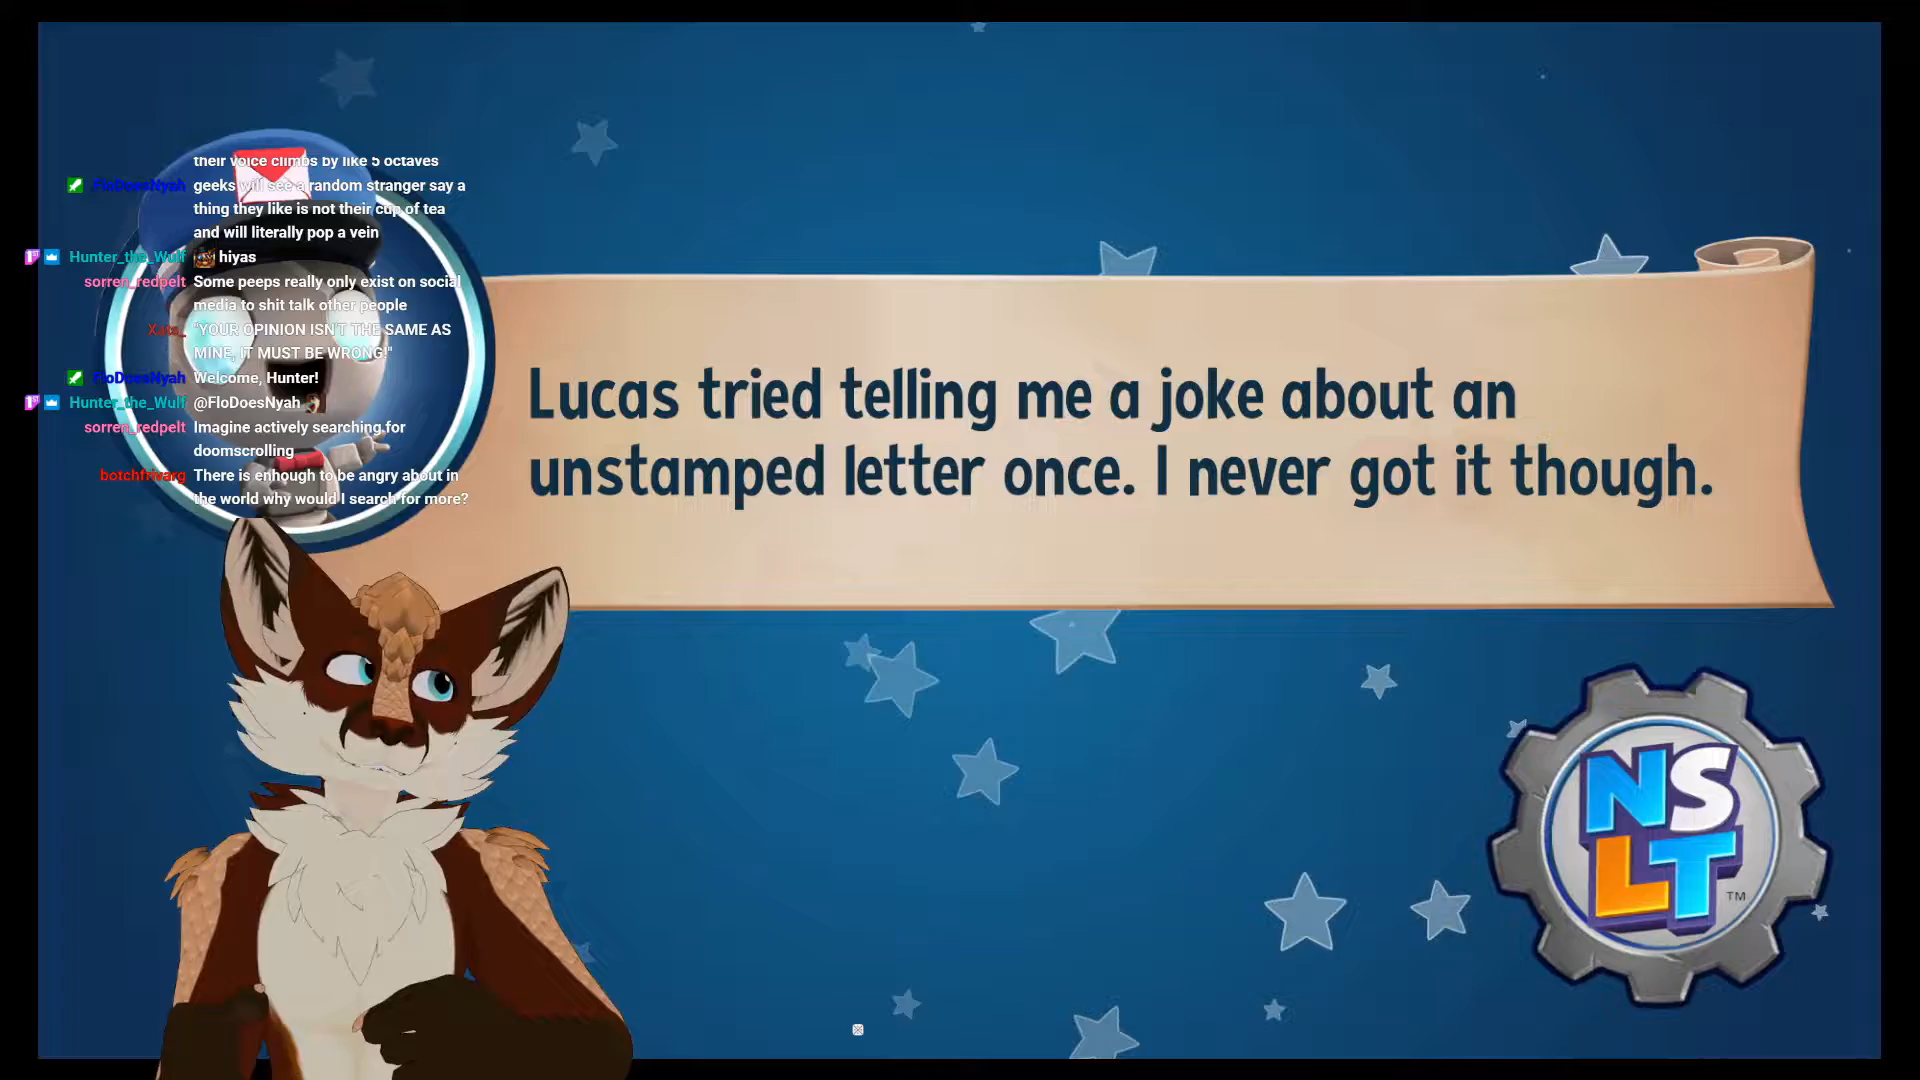 their voice climbs by like 5 octaves
FloDoesNyah geeks will see a random stranger say a
thing they like is not their cup of tea
and will literally pop a vein
Hunter_the_Wulf hiyas
sorren_redpelt Some peeps really only exist on social
media to shit talk other people
Xats_ "YOUR OPINION ISN'T THE SAME AS
MINE, IT MUST BE WRONG!"
FloDoesNyah Welcome, Hunter!
Hunter_the_Wulf @FloDoesNyah
sorren_redpelt Imagine actively searching for
doomscrolling
botchfrivarg There is enhough to be angry about in
the world why would I search for more?
Lucas tried telling me a joke about an
unstamped letter once. I never got it though.
NS
LT
TM